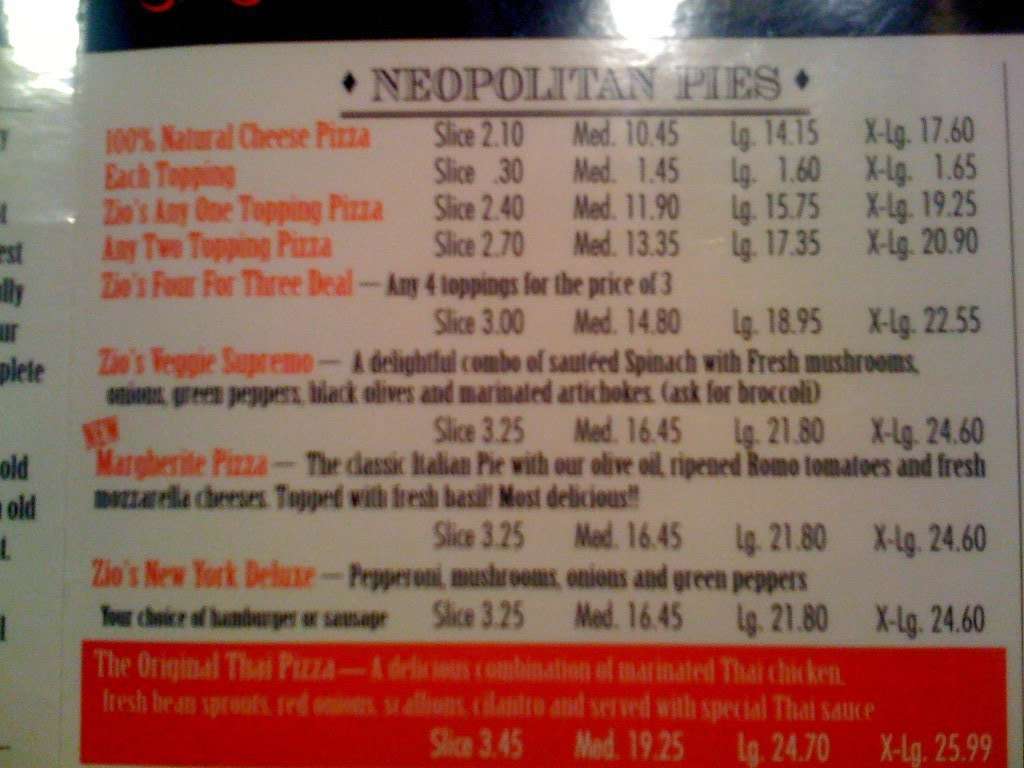 y
NEOPOLITAN PIES
100% Natural Cheese Pizza Slice 2.10 Med. 10.45 Lg. 14.15 X-Lg. 17.60
Each Topping Slice .30 Med. 1.45 Lg. 1.60 X-Lg. 1.65
Zio's Any One Topping Pizza Slice 2.40 Med. 11.90 Lg. 15.75 X-Lg. 19.25
Any Two Topping Pizza Slice 2.70 Med. 13.35 Lg. 17.35 X-Lg. 20.90
Zio's Four For Three Deal — Any 4 toppings for the price of 3
Slice 3.00 Med. 14.80 Lg. 18.95 X-Lg. 22.55
Zio's Veggie Supremo — A delightful combo of sautéed Spinach with Fresh mushrooms,
onions, green peppers, black olives and marinated artichokes. (ask for broccoli)
Slice 3.25 Med. 16.45 Lg. 21.80 X-Lg. 24.60
NEW
Margherite Pizza — The classic Italian Pie with our olive oil, ripened Romo tomatoes and fresh
mozzarella cheeses. Topped with fresh basil! Most delicious!!
Slice 3.25 Med. 16.45 Lg. 21.80 X-Lg. 24.60
Zio's New York Deluxe — Pepperoni, mushrooms, onions and green peppers
Your choice of hamburger or sausage Slice 3.25 Med. 16.45 Lg. 21.80 X-Lg. 24.60
The Original Thai Pizza — A delicious combination of marinated Thai chicken,
fresh bean sprouts, red onions, scallions, cilantro and served with special Thai sauce
Slice 3.45 Med. 19.25 Lg. 24.70 X-Lg. 25.99
est
lly
ur
plete
old
old